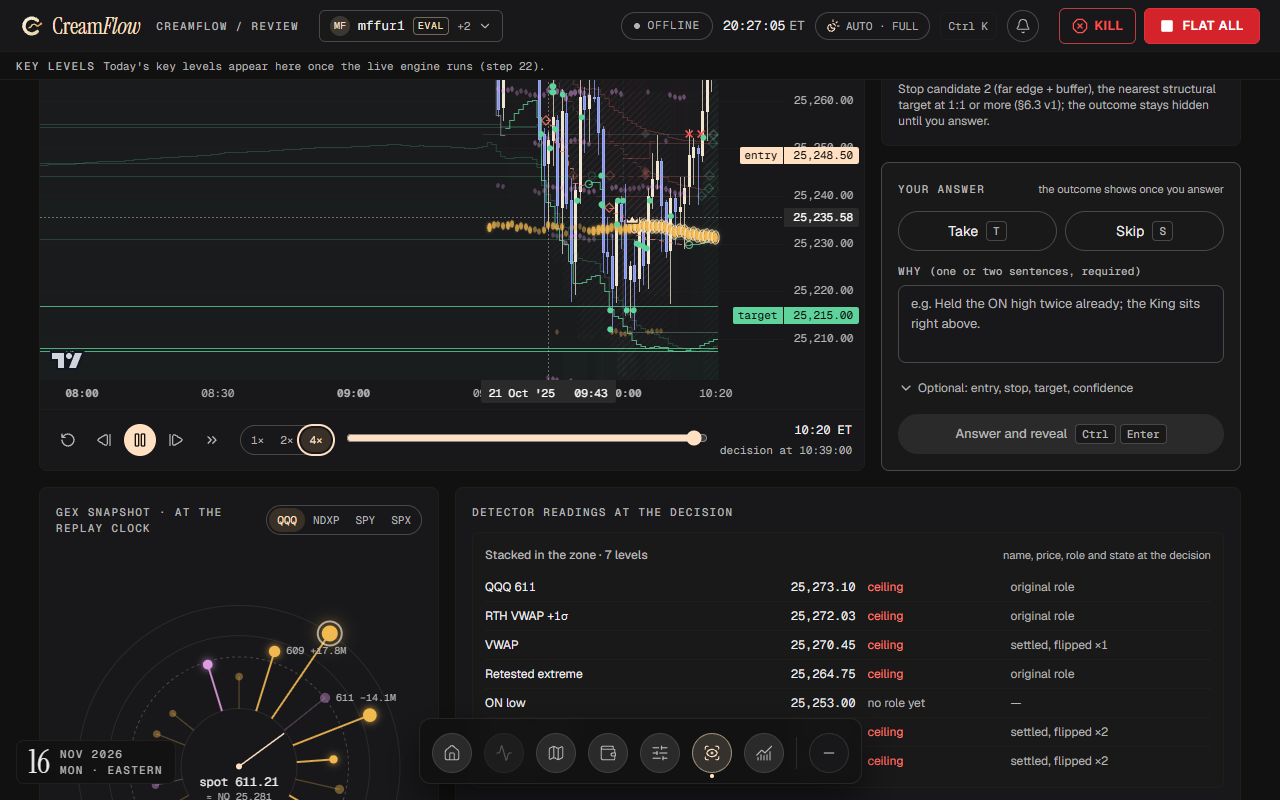 CreamFlow
CREAMFLOW / REVIEW
MF mffur1 EVAL +2
OFFLINE
20:27:05 ET
AUTO · FULL
Ctrl K
KILL
FLAT ALL
KEY LEVELS Today's key levels appear here once the live engine runs (step 22).
25,260.00
entry 25,248.50
25,240.00
25,235.58
25,230.00
25,220.00
target 25,215.00
25,210.00
08:00
08:30
09:00
21 Oct '25 09:43
0:00
10:20
1×
2×
4×
10:20 ET
decision at 10:39:00
Stop candidate 2 (far edge + buffer), the nearest structural
target at 1:1 or more (§6.3 v1); the outcome stays hidden
until you answer.
YOUR ANSWER
the outcome shows once you answer
Take T
Skip S
WHY (one or two sentences, required)
e.g. Held the ON high twice already; the King sits
right above.
Optional: entry, stop, target, confidence
Answer and reveal Ctrl Enter
GEX SNAPSHOT · AT THE
REPLAY CLOCK
QQQ
NDXP
SPY
SPX
609 +17.8M
611 −14.1M
spot 611.21
≈ NQ 25,281
16
NOV 2026
MON · EASTERN
DETECTOR READINGS AT THE DECISION
Stacked in the zone · 7 levels
name, price, role and state at the decision
QQQ 611 25,273.10 ceiling original role
RTH VWAP +1σ 25,272.03 ceiling original role
VWAP 25,270.45 ceiling settled, flipped ×1
Retested extreme 25,264.75 ceiling original role
ON low 25,253.00 no role yet —
ceiling settled, flipped ×2
ceiling settled, flipped ×2